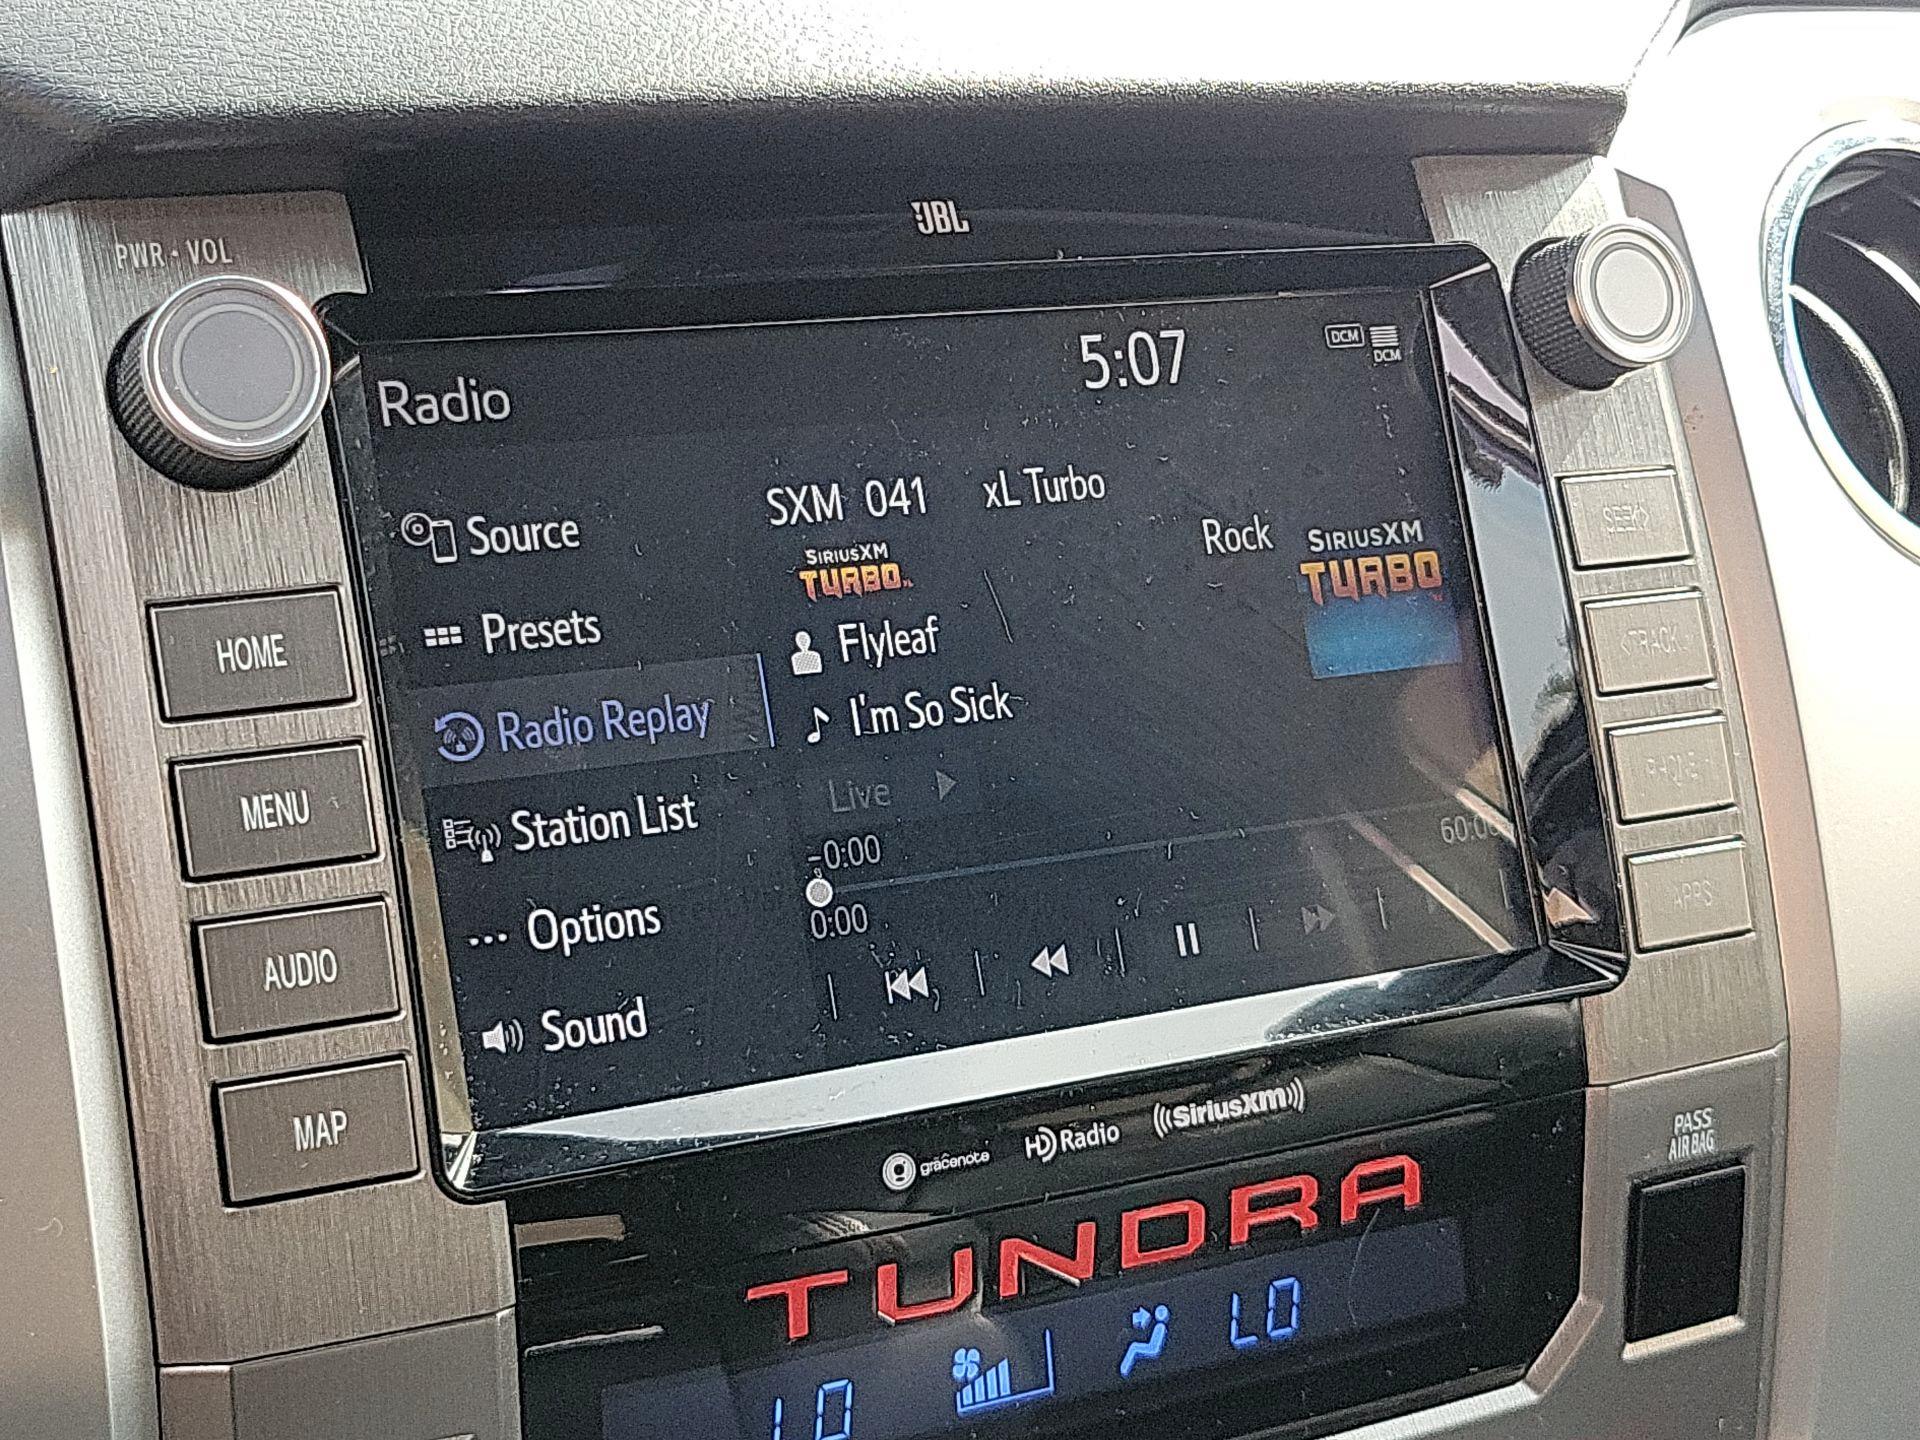 JBL
PWR · VOL
5:07
DCM
DCM
Radio
SXM 041 xL Turbo
Source
Rock
SIRIUSXM
TURBO
SIRIUSXM
TURBO
SEEK>
HOME
Presets
Flyleaf
<TRACK
Radio Replay
I'm So Sick
PHONE
MENU
Live
Station List
-0:00
60:00
APPS
0:00
AUDIO
Options
Sound
MAP
gracenote
HD Radio
SiriusXM
PASS
AIR BAG
TUNDRA
LO
LO